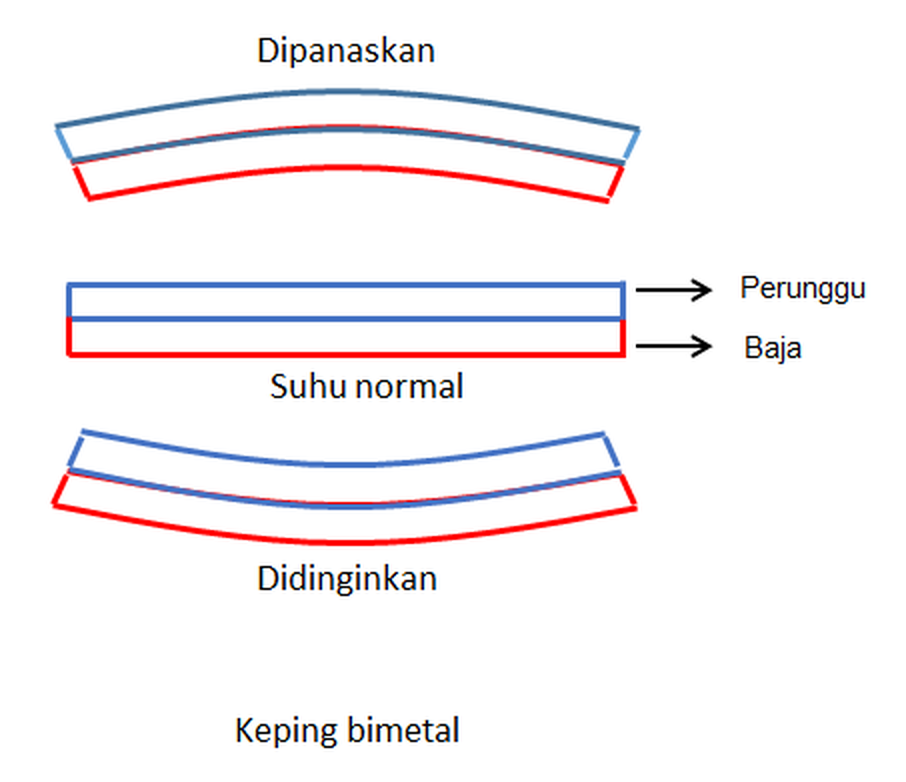 Dipanaskan
Perunggu
Baja
Suhu normal
Didinginkan
Keping bimetal